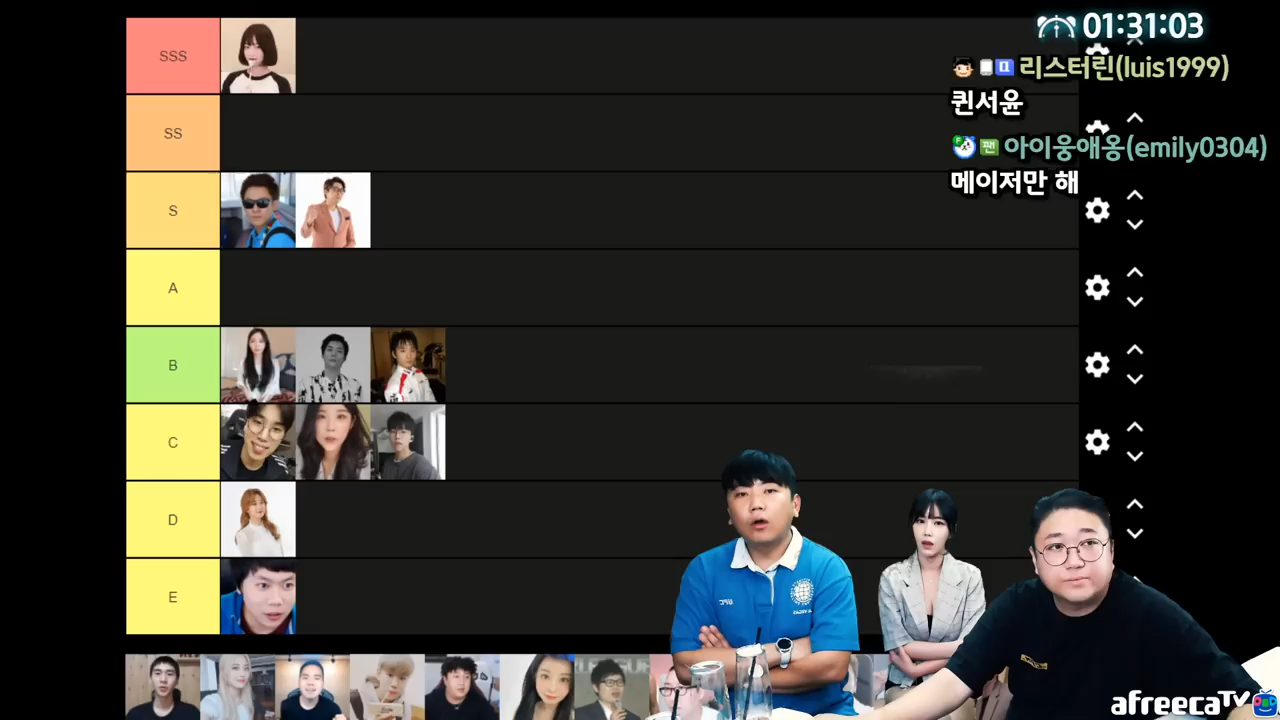 SSS
SS
S
A
B
C
D
E
01:31:03
리스터린(luis1999)
퀸서윤
팬 아이웅애옹(emily0304)
메이저만 해
afreecaTV